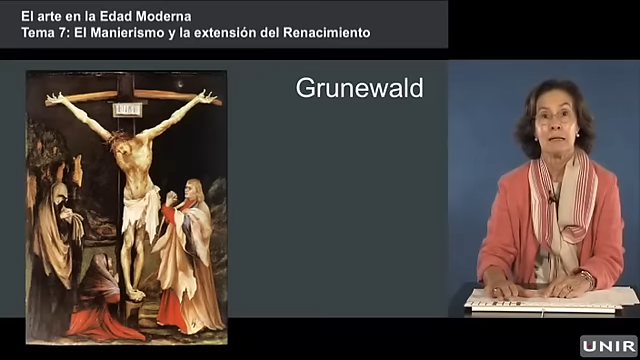 El arte en la Edad Moderna
Tema 7: El Manierismo y la extensión del Renacimiento
Grunewald
UNIR